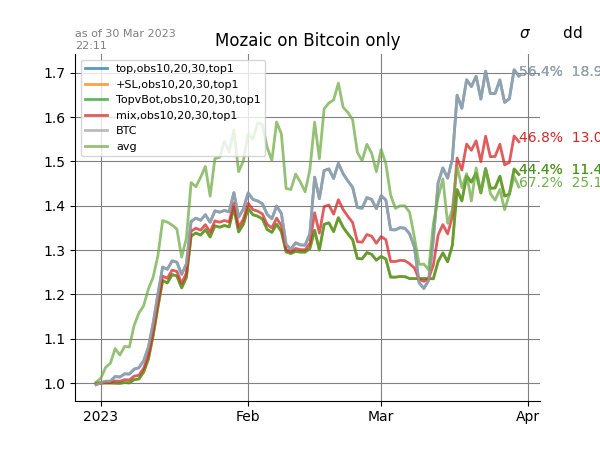 as of 30 Mar 2023
22:11
Mozaic on Bitcoin only
σ dd
top,obs10,20,30,top1
+SL,obs10,20,30,top1
TopvBot,obs10,20,30,top1
mix,obs10,20,30,top1
BTC
avg
1.7
1.6
1.5
1.4
1.3
1.2
1.1
1.0
56.4% 18.9
46.8% 13.0
44.4% 11.4
67.2% 25.1
2023 Feb Mar Apr